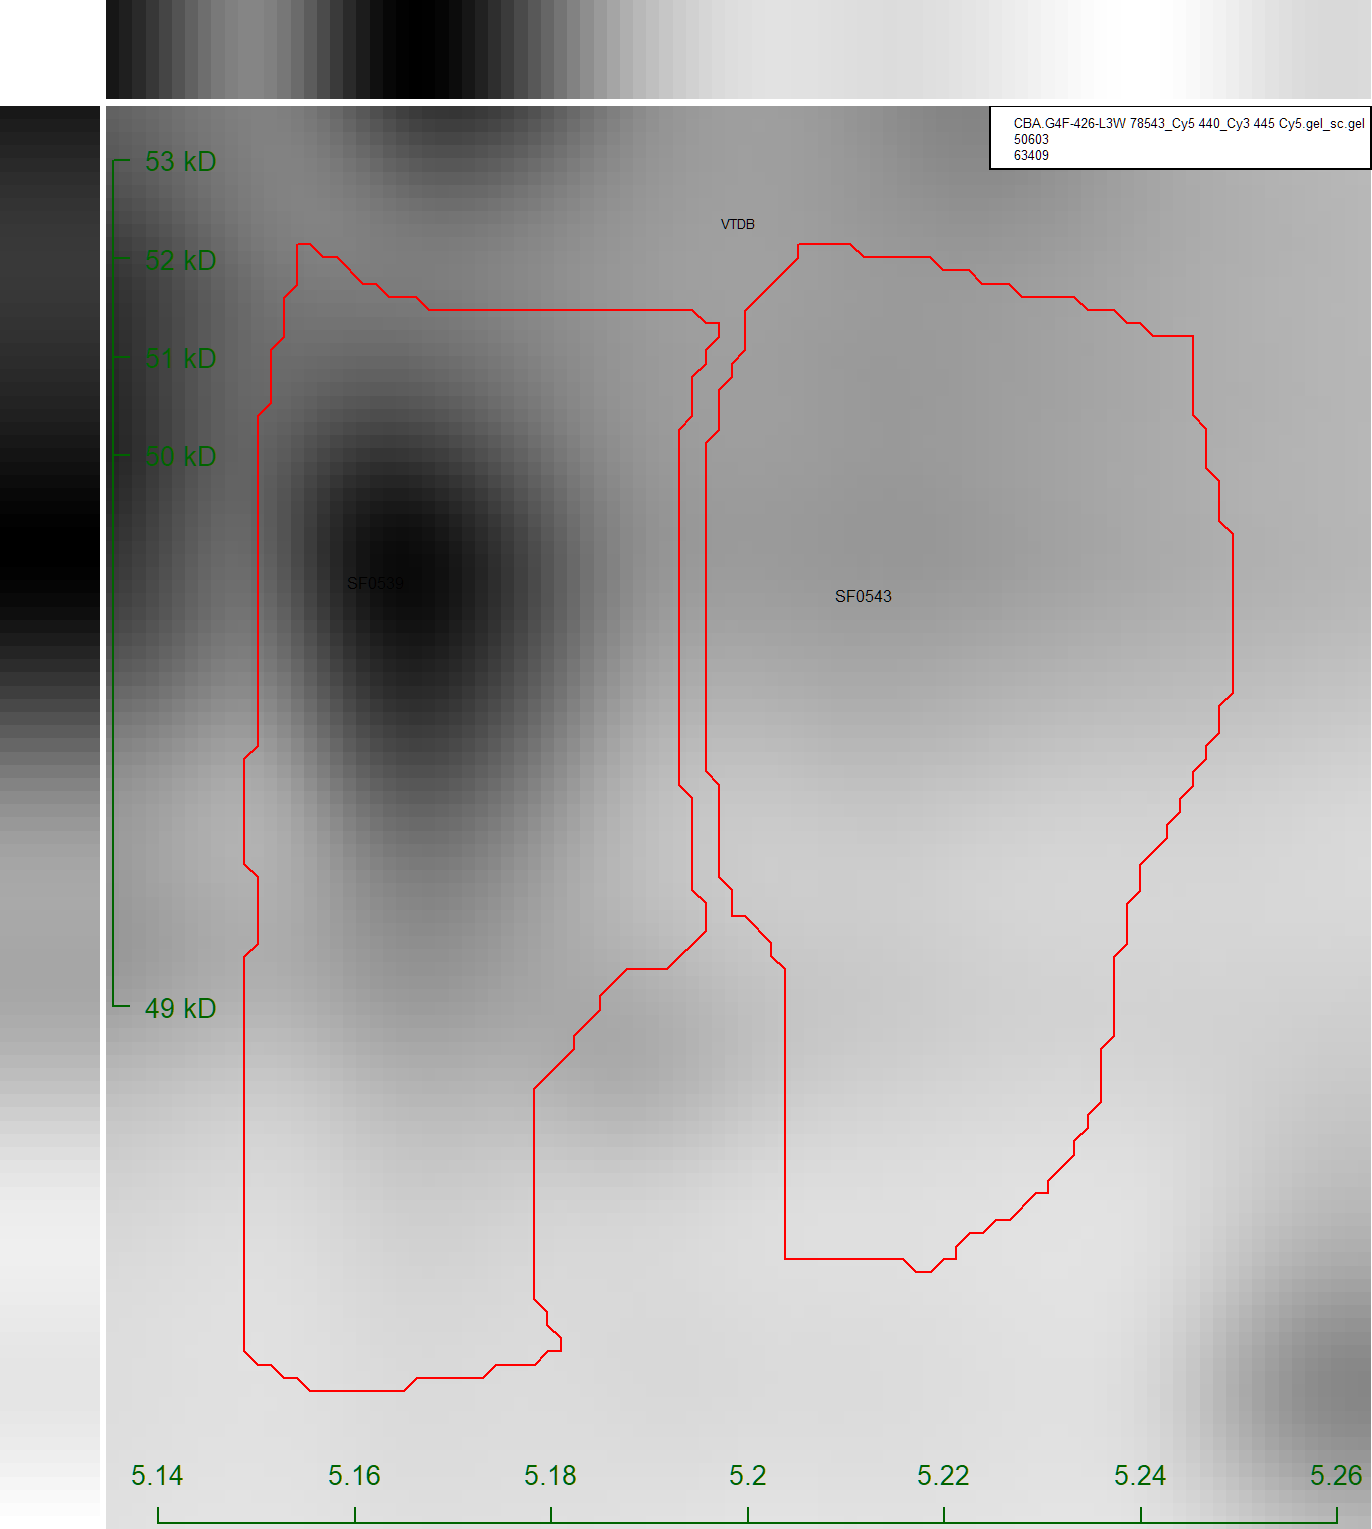 CBA.G4F-426-L3W 78543_Cy5 440_Cy3 445 Cy5.gel_sc.gel
50603
63409
53 kD
VTDB
52 kD
51 kD
50 kD
SF0539
SF0543
49 kD
5.14 5.16 5.18 5.2 5.22 5.24 5.26